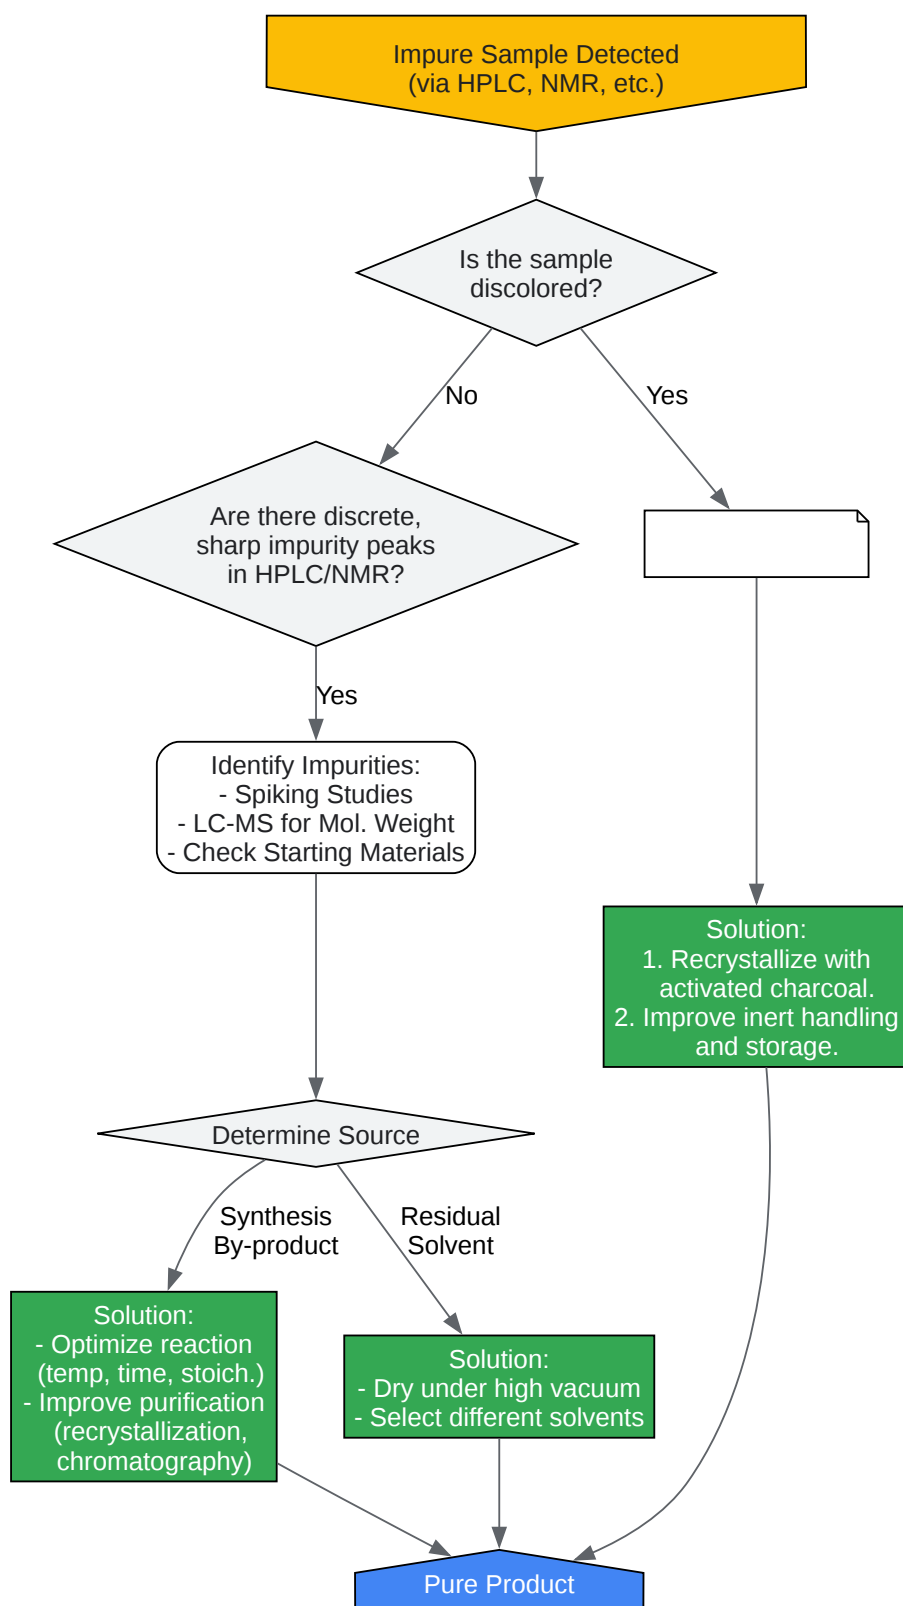 Impure Sample Detected
(via HPLC, NMR, etc.)
Is the sample
discolored?
No
Yes
Are there discrete,
sharp impurity peaks
in HPLC/NMR?
Yes
Identify Impurities:
- Spiking Studies
- LC-MS for Mol. Weight
- Check Starting Materials
Solution:
1. Recrystallize with
activated charcoal.
2. Improve inert handling
and storage.
Determine Source
Synthesis
By-product
Residual
Solvent
Solution:
- Optimize reaction
(temp, time, stoich.)
- Improve purification
(recrystallization,
chromatography)
Solution:
- Dry under high vacuum
- Select different solvents
Pure Product